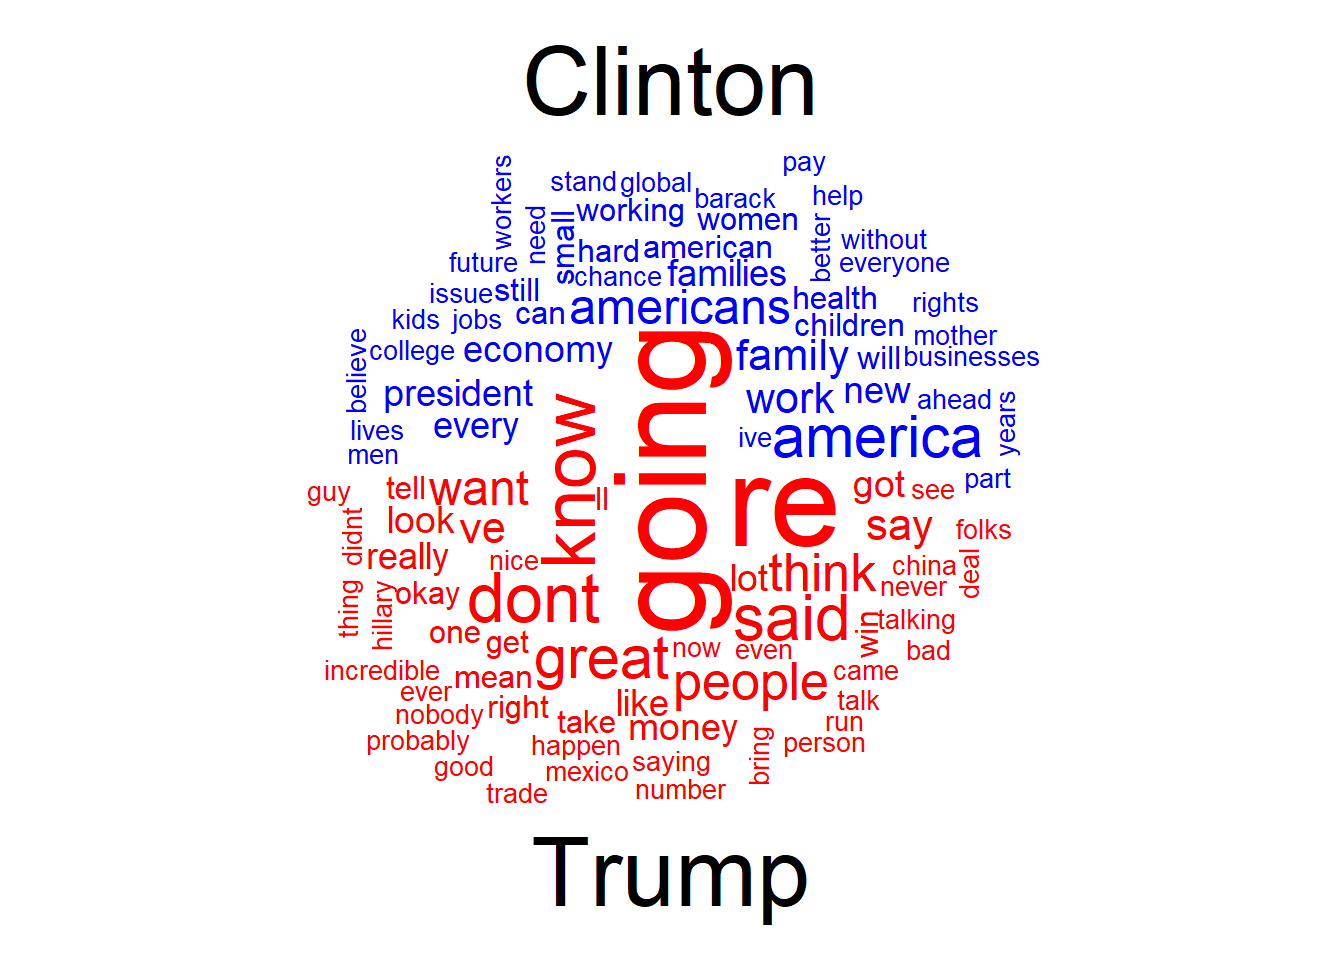 Clinton
pay
workers
stand global
barack
help
working
women
need
small
hard american
better
without
everyone
future
chance
families
issue still
can
americans
health
rights
kids jobs
children
mother
believe
college
economy
going
family
will
businesses
president
work
new
ahead
years
know
lives
every
ive
america
men
part
guy
tell
want
ll
re
got
see
didnt
look
ve
say
folks
really
nice
lot
think
china
never
deal
thing
hillary
okay
dont
said
win
talking
one
get
great
now
even
bad
incredible
mean
people
came
ever
nobody
right
like
talk
take
money
run
probably
happen
bring
person
good
mexico
saying
trade
number
Trump